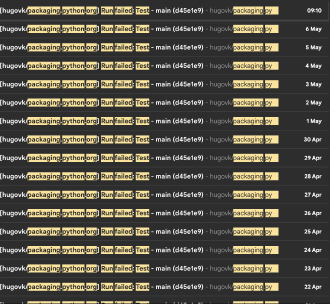 [hugovk/packaging.python.org] Run failed: Test - main (d45e1e9) - hugovk/packaging.py 09:10
[hugovk/packaging.python.org] Run failed: Test - main (d45e1e9) - hugovk/packaging.py 6 May
[hugovk/packaging.python.org] Run failed: Test - main (d45e1e9) - hugovk/packaging.py 5 May
[hugovk/packaging.python.org] Run failed: Test - main (d45e1e9) - hugovk/packaging.py 4 May
[hugovk/packaging.python.org] Run failed: Test - main (d45e1e9) - hugovk/packaging.py 3 May
[hugovk/packaging.python.org] Run failed: Test - main (d45e1e9) - hugovk/packaging.py 2 May
[hugovk/packaging.python.org] Run failed: Test - main (d45e1e9) - hugovk/packaging.py 1 May
[hugovk/packaging.python.org] Run failed: Test - main (d45e1e9) - hugovk/packaging.py 30 Apr
[hugovk/packaging.python.org] Run failed: Test - main (d45e1e9) - hugovk/packaging.py 29 Apr
[hugovk/packaging.python.org] Run failed: Test - main (d45e1e9) - hugovk/packaging.py 28 Apr
[hugovk/packaging.python.org] Run failed: Test - main (d45e1e9) - hugovk/packaging.py 27 Apr
[hugovk/packaging.python.org] Run failed: Test - main (d45e1e9) - hugovk/packaging.py 26 Apr
[hugovk/packaging.python.org] Run failed: Test - main (d45e1e9) - hugovk/packaging.py 25 Apr
[hugovk/packaging.python.org] Run failed: Test - main (d45e1e9) - hugovk/packaging.py 24 Apr
[hugovk/packaging.python.org] Run failed: Test - main (d45e1e9) - hugovk/packaging.py 23 Apr
[hugovk/packaging.python.org] Run failed: Test - main (d45e1e9) - hugovk/packaging.py 22 Apr